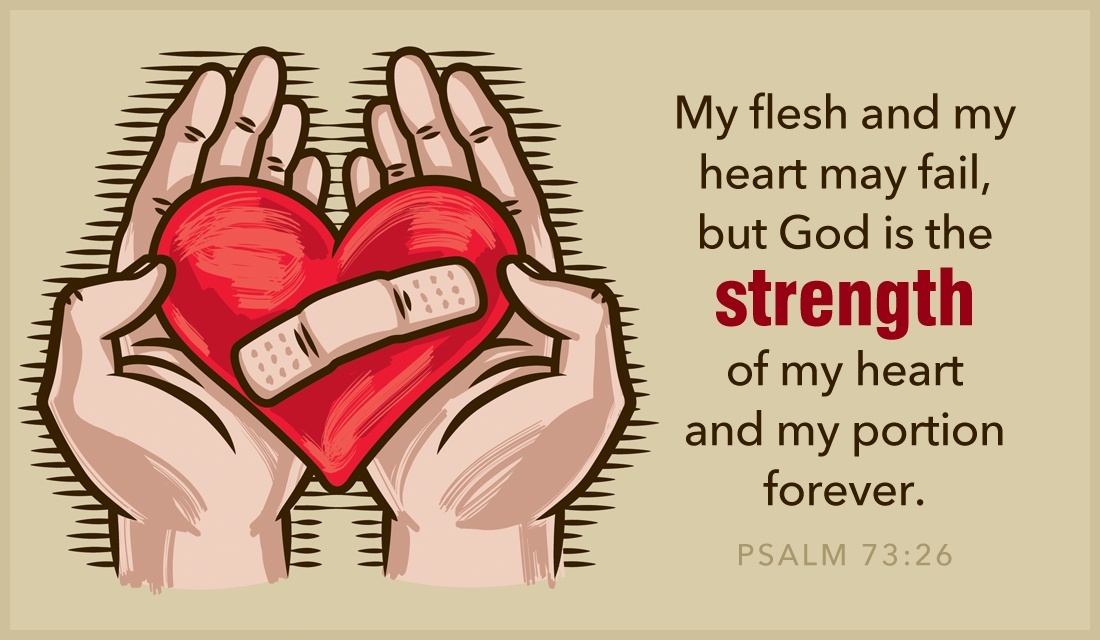 My flesh and my
heart may fail,
but God is the
strength
of my heart
and my portion
forever.
PSALM 73:26